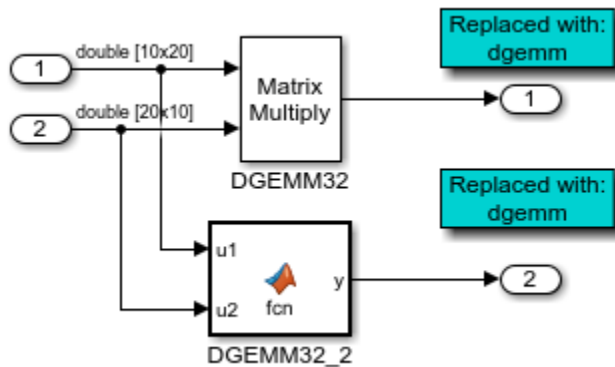 Replaced with:
dgemm
double [10x20]
1
Matrix
Multiply
1
double [20x10]
2
DGEMM32
Replaced with:
dgemm
u1
y
fcn
u2
2
DGEMM32_2